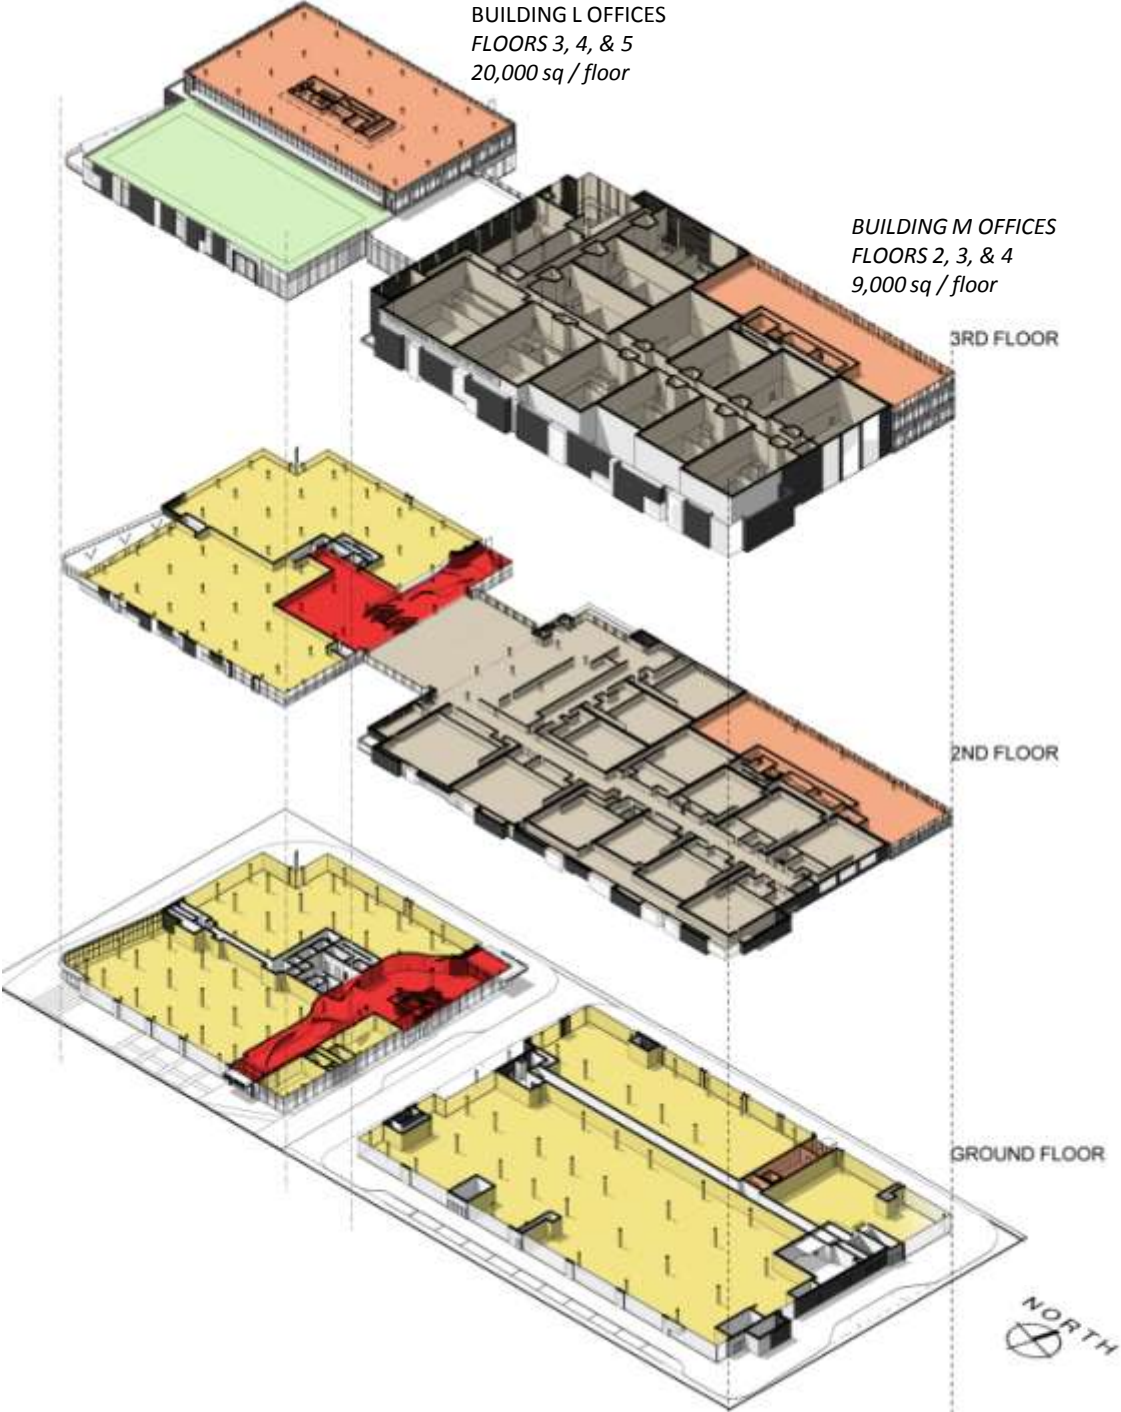 BUILDING L OFFICES
FLOORS 3, 4, & 5
20,000 sq / floor
BUILDING M OFFICES
FLOORS 2, 3, & 4
9,000 sq / floor
3RD FLOOR
2ND FLOOR
GROUND FLOOR
NORTH